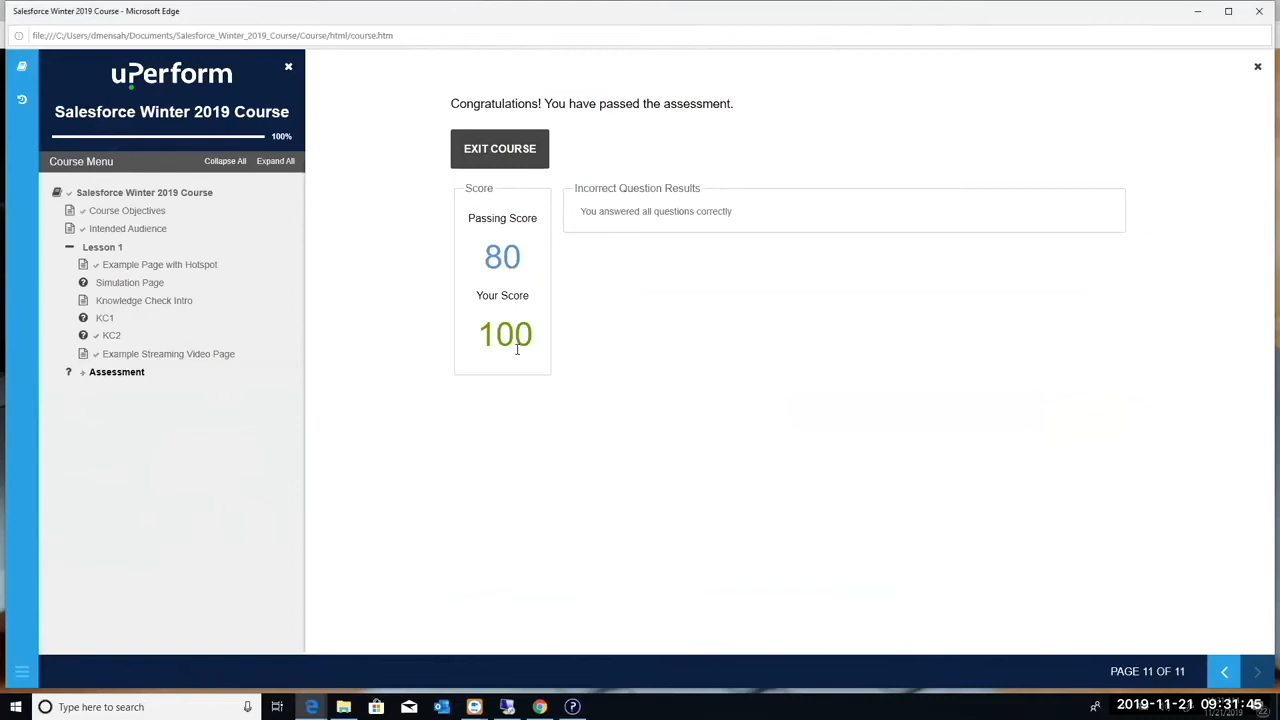 Salesforce Winter 2019 Course - Microsoft Edge
file:///C:/Users/dmensah/Documents/Salesforce_Winter_2019_Course/Course/html/course.htm
uPerform
Salesforce Winter 2019 Course
100%
Course Menu
Collapse All
Expand All
Salesforce Winter 2019 Course
Course Objectives
Intended Audience
Lesson 1
Example Page with Hotspot
Simulation Page
Knowledge Check Intro
KC1
KC2
Example Streaming Video Page
Assessment
Congratulations! You have passed the assessment.
EXIT COURSE
Score
Passing Score
80
Your Score
100
Incorrect Question Results
You answered all questions correctly
PAGE 11 OF 11
Type here to search
2019-11-21 09:31:45
11/21/2019